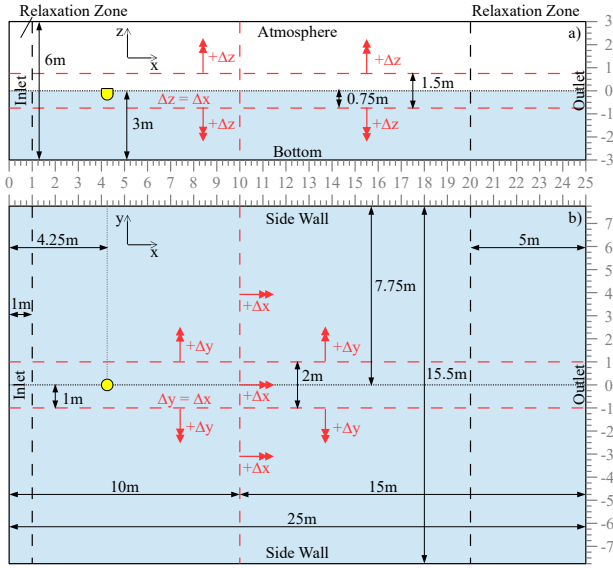 Relaxation Zone
Relaxation Zone
3
2
1
0
-1
-2
-3
z
x
Atmosphere
a)
6m
+Δz
+Δz
1.5m
Inlet
Δz = Δx
0.75m
Outlet
3m
+Δz
+Δz
Bottom
0 1 2 3 4 5 6 7 8 9 10 11 12 13 14 15 16 17 18 19 20 21 22 23 24 25
y
x
Side Wall
b)
7
6
5
4
3
2
1
0
-1
-2
-3
-4
-5
-6
-7
4.25m
5m
7.75m
1m
+Δx
+Δy
+Δy
Inlet
2m
15.5m
Outlet
1m
Δy = Δx
+Δx
+Δy
+Δy
+Δx
10m
15m
25m
Side Wall